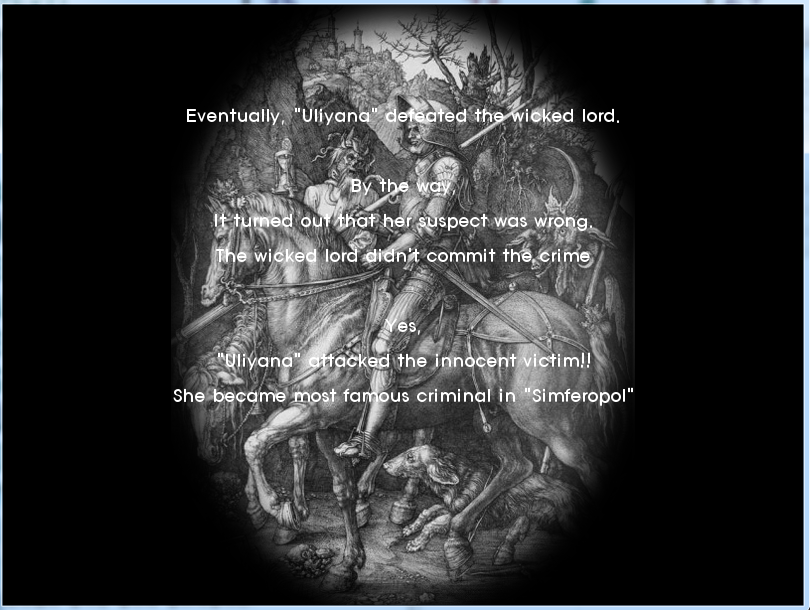 Eventually, "Uliyana" defeated the wicked lord.
By the way,
It turned out that her suspect was wrong.
The wicked lord didn't commit the crime
Yes,
"Uliyana" attacked the innocent victim!!
She became most famous criminal in "Simferopol"